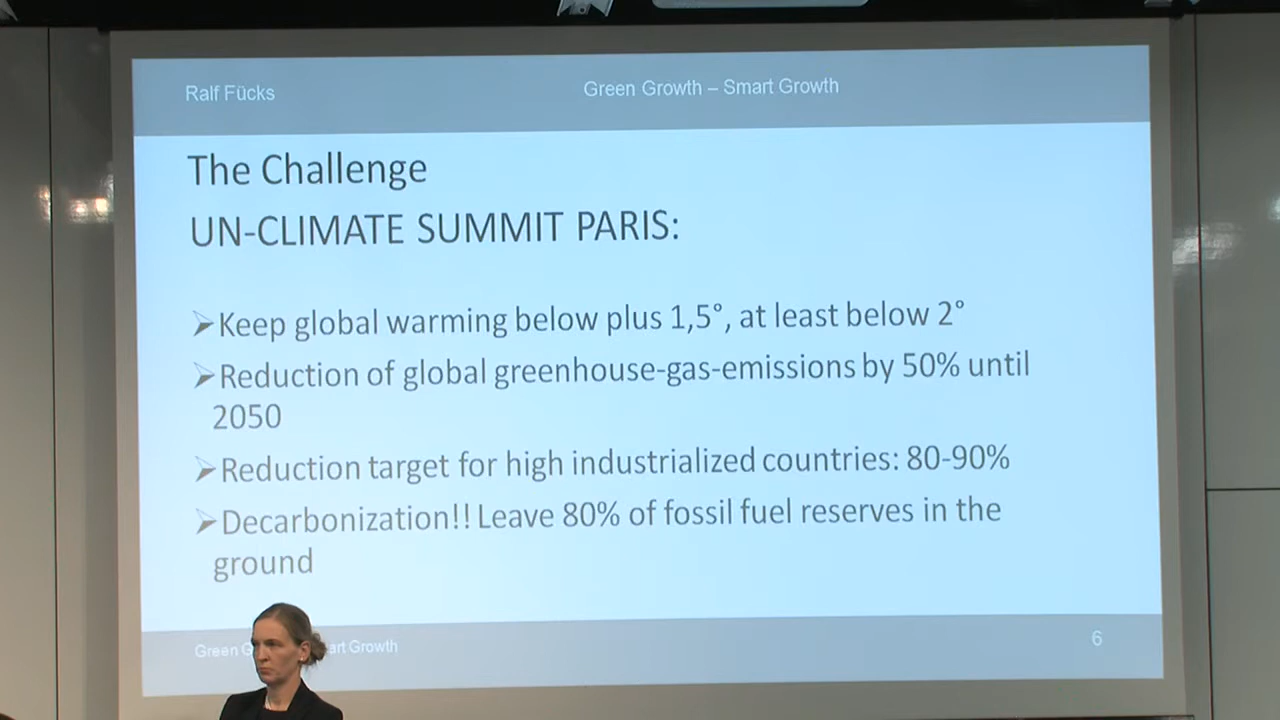 Ralf Fücks
Green Growth – Smart Growth
The Challenge
UN-CLIMATE SUMMIT PARIS:
➢Keep global warming below plus 1,5°, at least below 2°
➢Reduction of global greenhouse-gas-emissions by 50% until
2050
➢Reduction target for high industrialized countries: 80-90%
➢Decarbonization!! Leave 80% of fossil fuel reserves in the
ground
Green Growth
6